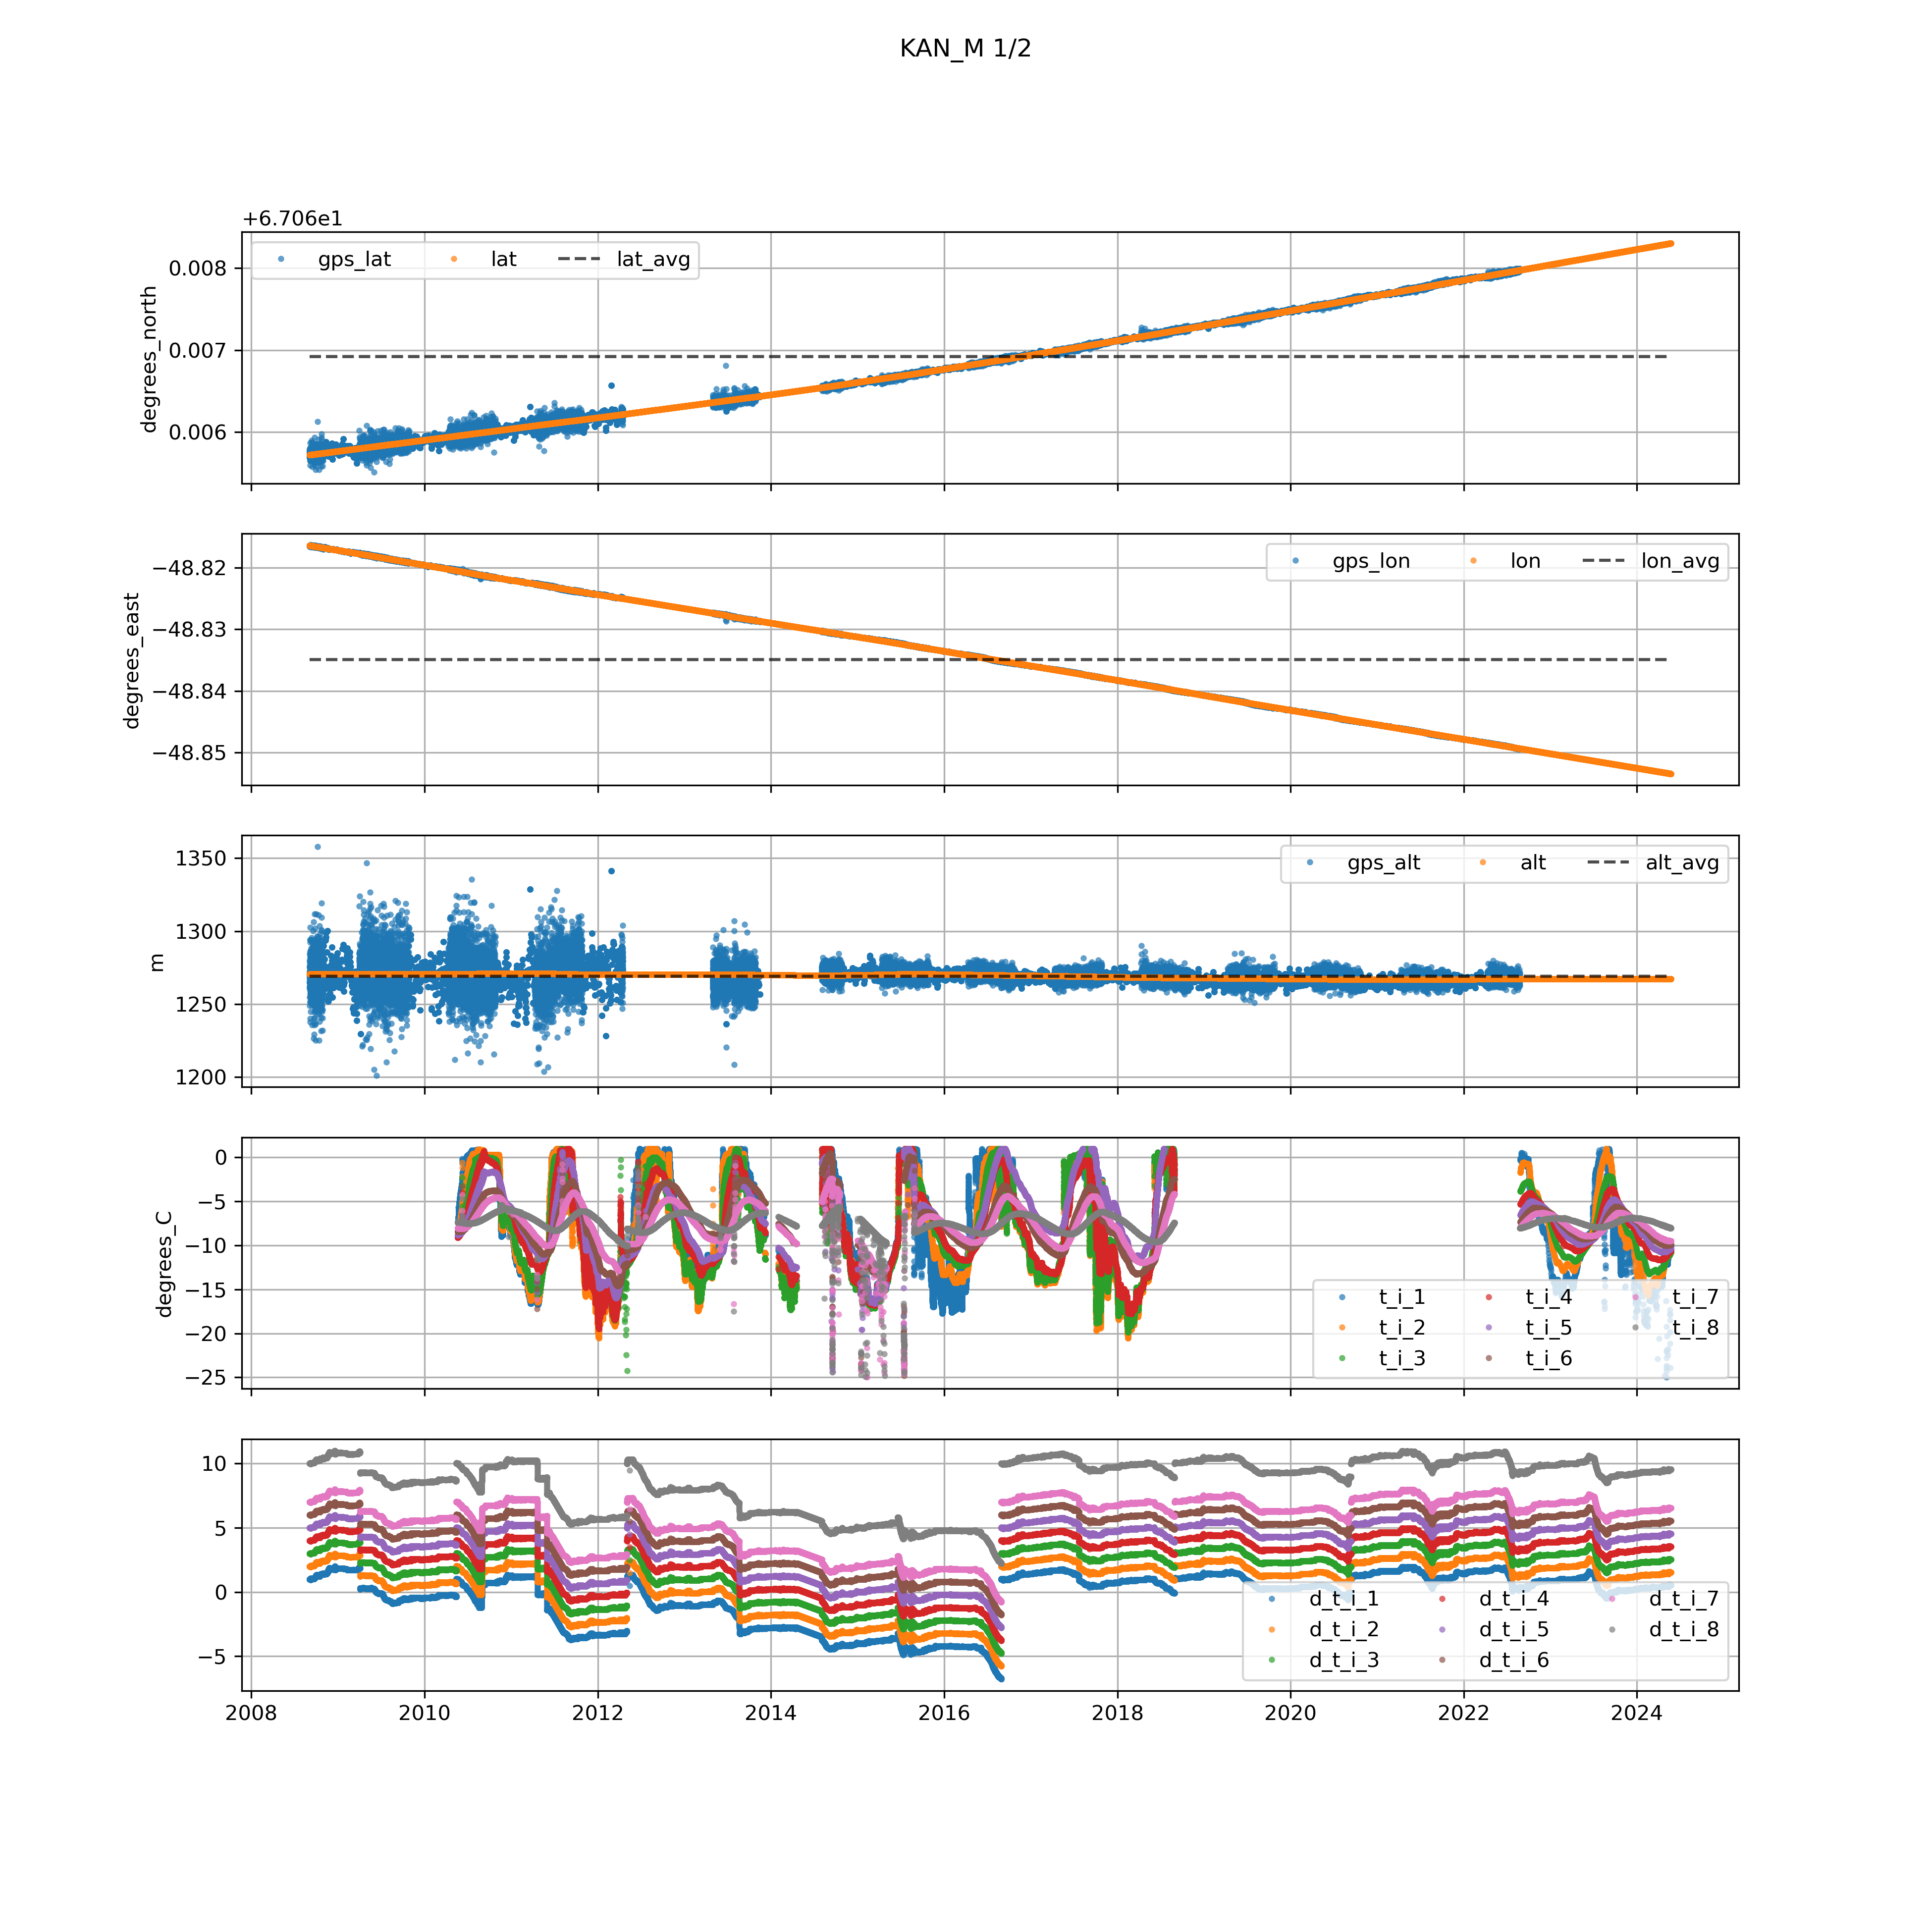 KAN_M 1/2
+6.706e1
gps_lat lat lat_avg
0.008
0.007
0.006
degrees_north
gps_lon lon lon_avg
−48.82
−48.83
−48.84
−48.85
degrees_east
gps_alt alt alt_avg
1350
1300
1250
1200
m
0
−5
−10
−15
−20
−25
degrees_C
t_i_1 t_i_4 t_i_7
t_i_2 t_i_5 t_i_8
t_i_3 t_i_6
10
5
0
−5
d_t_i_1 d_t_i_4 d_t_i_7
d_t_i_2 d_t_i_5 d_t_i_8
d_t_i_3 d_t_i_6
2008 2010 2012 2014 2016 2018 2020 2022 2024